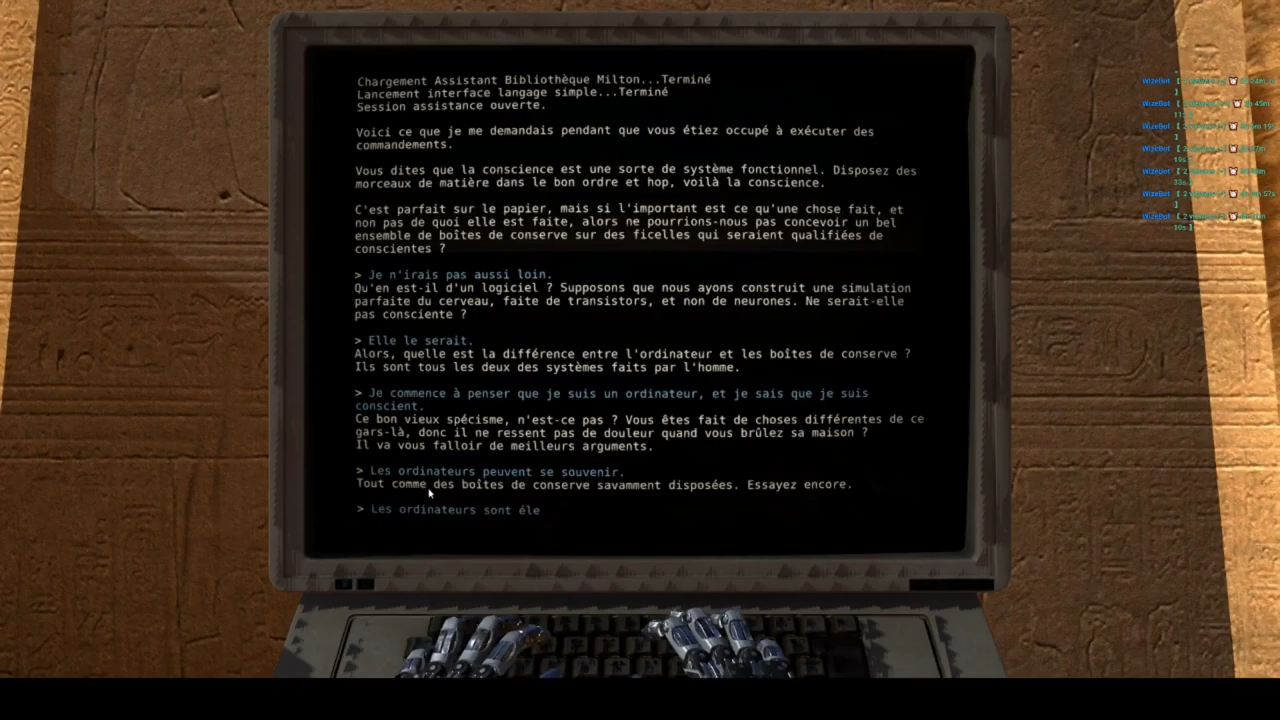 Chargement Assistant Bibliothèque Milton...Terminé
Lancement interface langage simple...Terminé
Session assistance ouverte.
Voici ce que je me demandais pendant que vous étiez occupé à exécuter des
commandements.
Vous dites que la conscience est une sorte de système fonctionnel. Disposez des
morceaux de matière dans le bon ordre et hop, voilà la conscience.
C'est parfait sur le papier, mais si l'important est ce qu'une chose fait, et
non pas de quoi elle est faite, alors ne pourrions-nous pas concevoir un bel
ensemble de boîtes de conserve sur des ficelles qui seraient qualifiées de
conscientes ?
> Je n'irais pas aussi loin.
Qu'en est-il d'un logiciel ? Supposons que nous ayons construit une simulation
parfaite du cerveau, faite de transistors, et non de neurones. Ne serait-elle
pas consciente ?
> Elle le serait.
Alors, quelle est la différence entre l'ordinateur et les boîtes de conserve ?
Ils sont tous les deux des systèmes faits par l'homme.
> Je commence à penser que je suis un ordinateur, et je sais que je suis
conscient.
Ce bon vieux spécisme, n'est-ce pas ? Vous êtes fait de choses différentes de ce
gars-là, donc il ne ressent pas de douleur quand vous brûlez sa maison ?
Il va vous falloir de meilleurs arguments.
> Les ordinateurs peuvent se souvenir.
Tout comme des boîtes de conserve savamment disposées. Essayez encore.
> Les ordinateurs sont éle
WizeBot
WizeBot
WizeBot
WizeBot
WizeBot
WizeBot
WizeBot